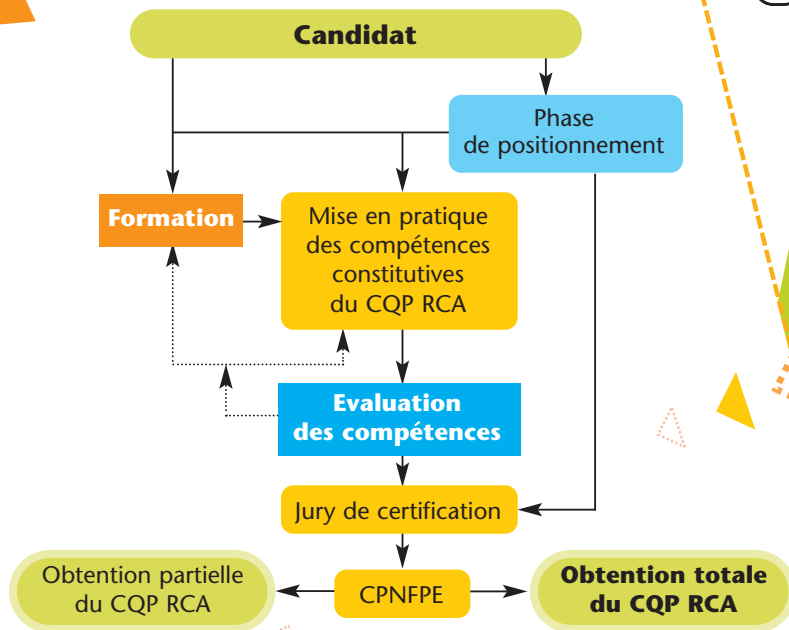 Candidat
Phase
de positionnement
Formation
Mise en pratique
des compétences
constitutives
du CQP RCA
Evaluation
des compétences
Jury de certification
Obtention partielle
du CQP RCA
CPNFPE
Obtention totale
du CQP RCA